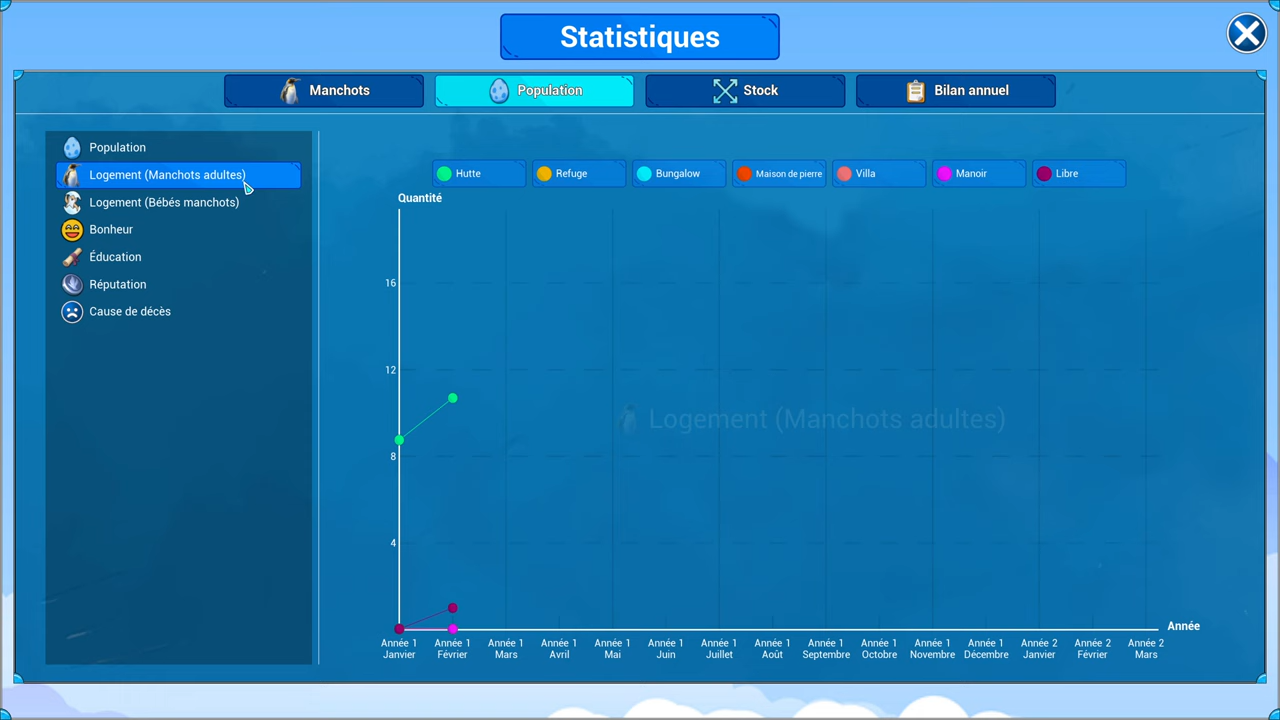 Statistiques
Manchots
Population
Stock
Bilan annuel
Population
Logement (Manchots adultes)
Logement (Bébés manchots)
Bonheur
Éducation
Réputation
Cause de décès
Hutte
Refuge
Bungalow
Maison de pierre
Villa
Manoir
Libre
Quantité
16
12
8
4
Logement (Manchots adultes)
Année
Année 1 Janvier
Année 1 Février
Année 1 Mars
Année 1 Avril
Année 1 Mai
Année 1 Juin
Année 1 Juillet
Année 1 Août
Année 1 Septembre
Année 1 Octobre
Année 1 Novembre
Année 1 Décembre
Année 2 Janvier
Année 2 Février
Année 2 Mars